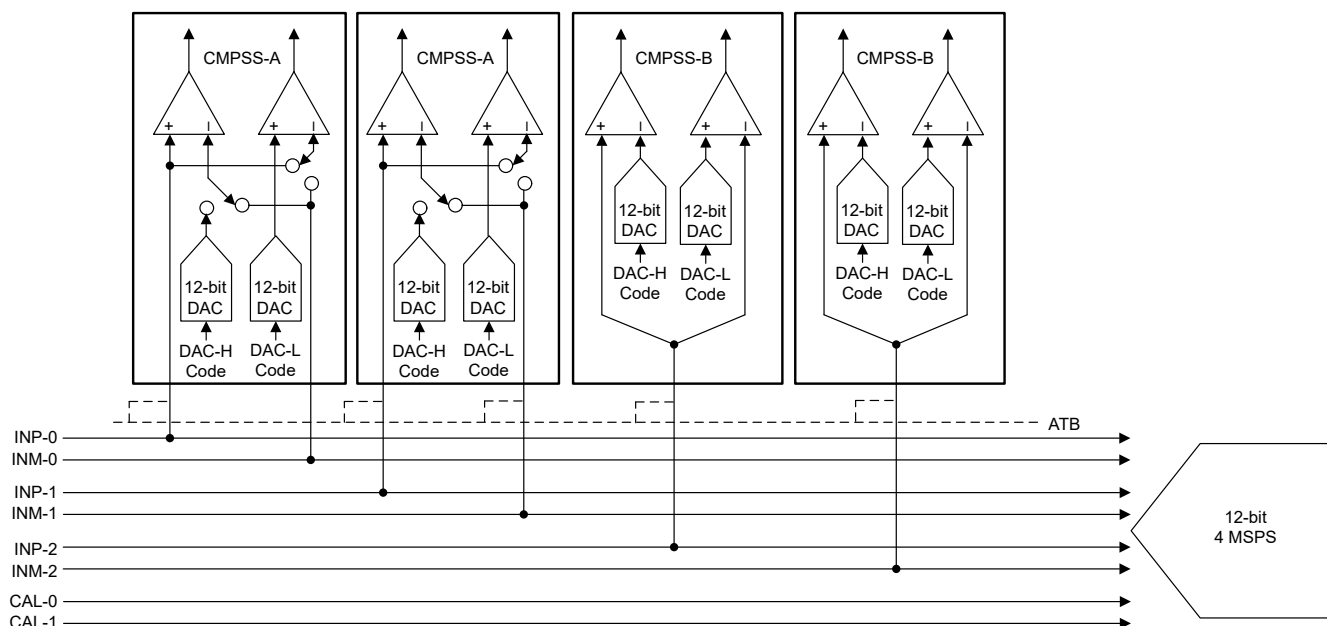 CMPSS-A
CMPSS-A
CMPSS-B
CMPSS-B
+ – + –
+ – + –
+ – + –
+ – + –
12-bit
DAC
12-bit
DAC
DAC-H
Code
DAC-L
Code
12-bit
DAC
12-bit
DAC
DAC-H
Code
DAC-L
Code
12-bit
DAC
12-bit
DAC
DAC-H
Code
DAC-L
Code
12-bit
DAC
12-bit
DAC
DAC-H
Code
DAC-L
Code
ATB
INP-0
INM-0
INP-1
INM-1
INP-2
INM-2
CAL-0
CAL-1
12-bit
4 MSPS